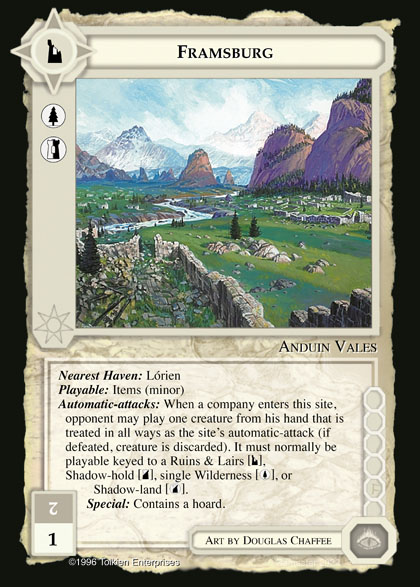 FRAMSBURG
ANDUIN VALES
Nearest Haven: Lórien
Playable: Items (minor)
Automatic-attacks: When a company enters this site,
opponent may play one creature from his hand that is
treated in all ways as the site's automatic-attack (if
defeated, creature is discarded). It must normally be
playable keyed to a Ruins & Lairs [],
Shadow-hold [], single Wilderness [], or
Shadow-land [].
Special: Contains a hoard.
2
1
ART BY DOUGLAS CHAFFEE
©1996 Tolkien Enterprises